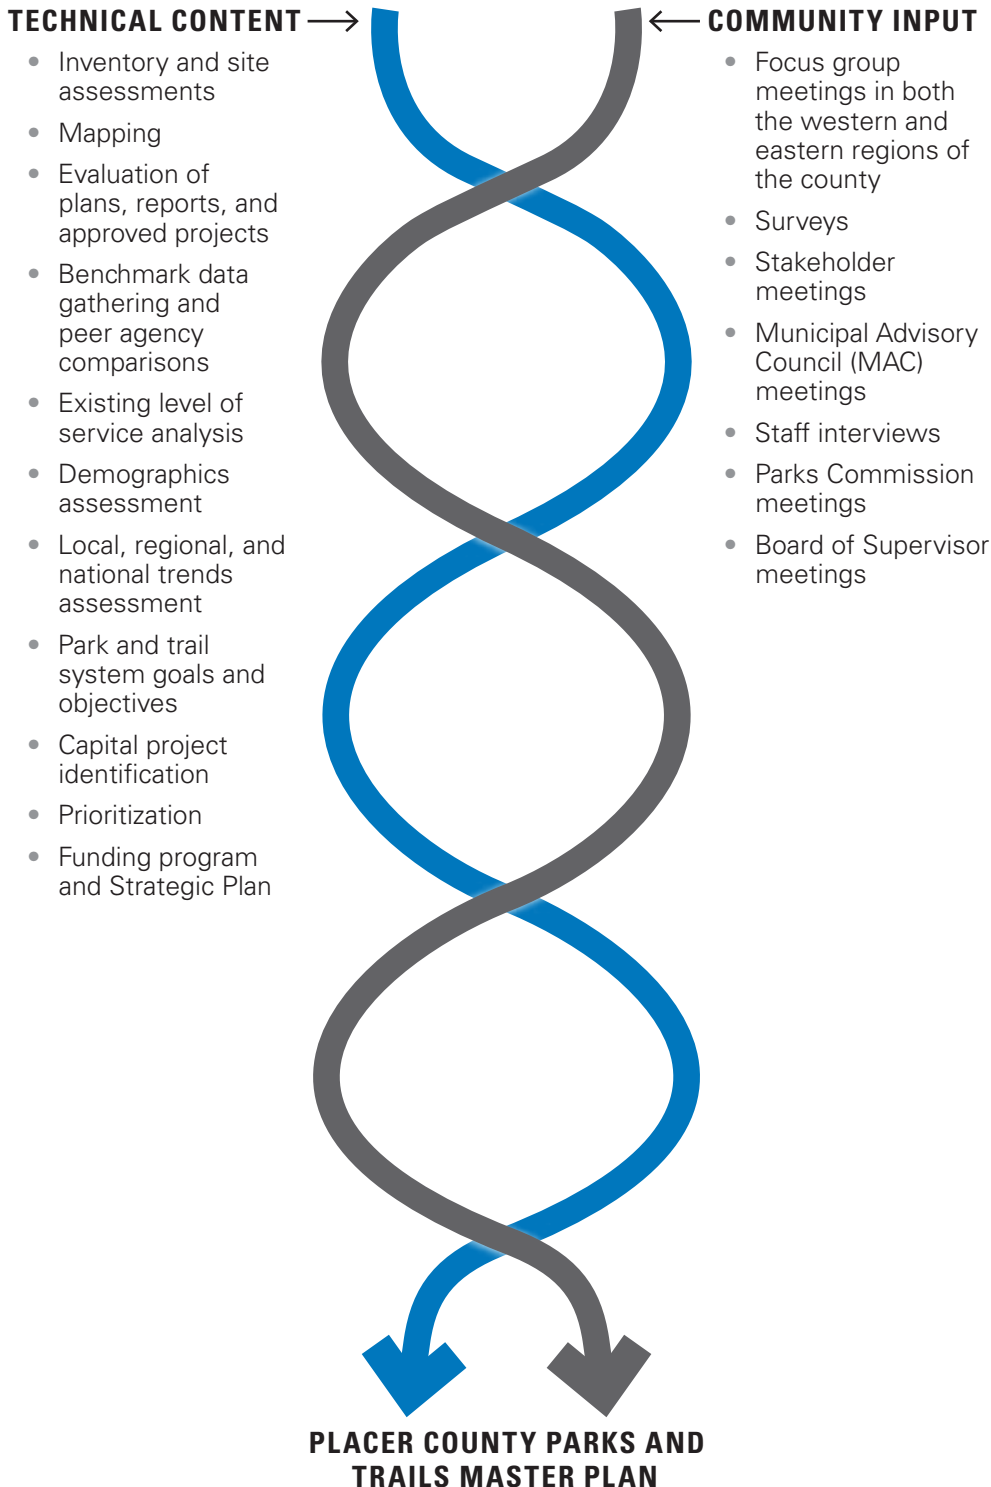 TECHNICAL CONTENT
• Inventory and site
assessments
• Mapping
• Evaluation of
plans, reports, and
approved projects
• Benchmark data
gathering and
peer agency
comparisons
• Existing level of
service analysis
• Demographics
assessment
• Local, regional, and
national trends
assessment
• Park and trail
system goals and
objectives
• Capital project
identification
• Prioritization
• Funding program
and Strategic Plan
COMMUNITY INPUT
• Focus group
meetings in both
the western and
eastern regions of
the county
• Surveys
• Stakeholder
meetings
• Municipal Advisory
Council (MAC)
meetings
• Staff interviews
• Parks Commission
meetings
• Board of Supervisor
meetings
PLACER COUNTY PARKS AND
TRAILS MASTER PLAN